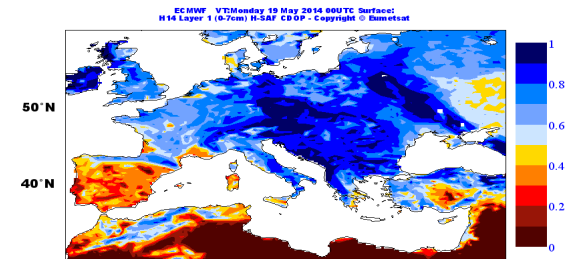 ECMWF VT:Monday 19 May 2014 00UTC Surface:
H14 Layer 1 (0-7cm) H-SAF CDOP - Copyright © Eumetsat
50°N
40°N
1
0.8
0.6
0.4
0.2
0